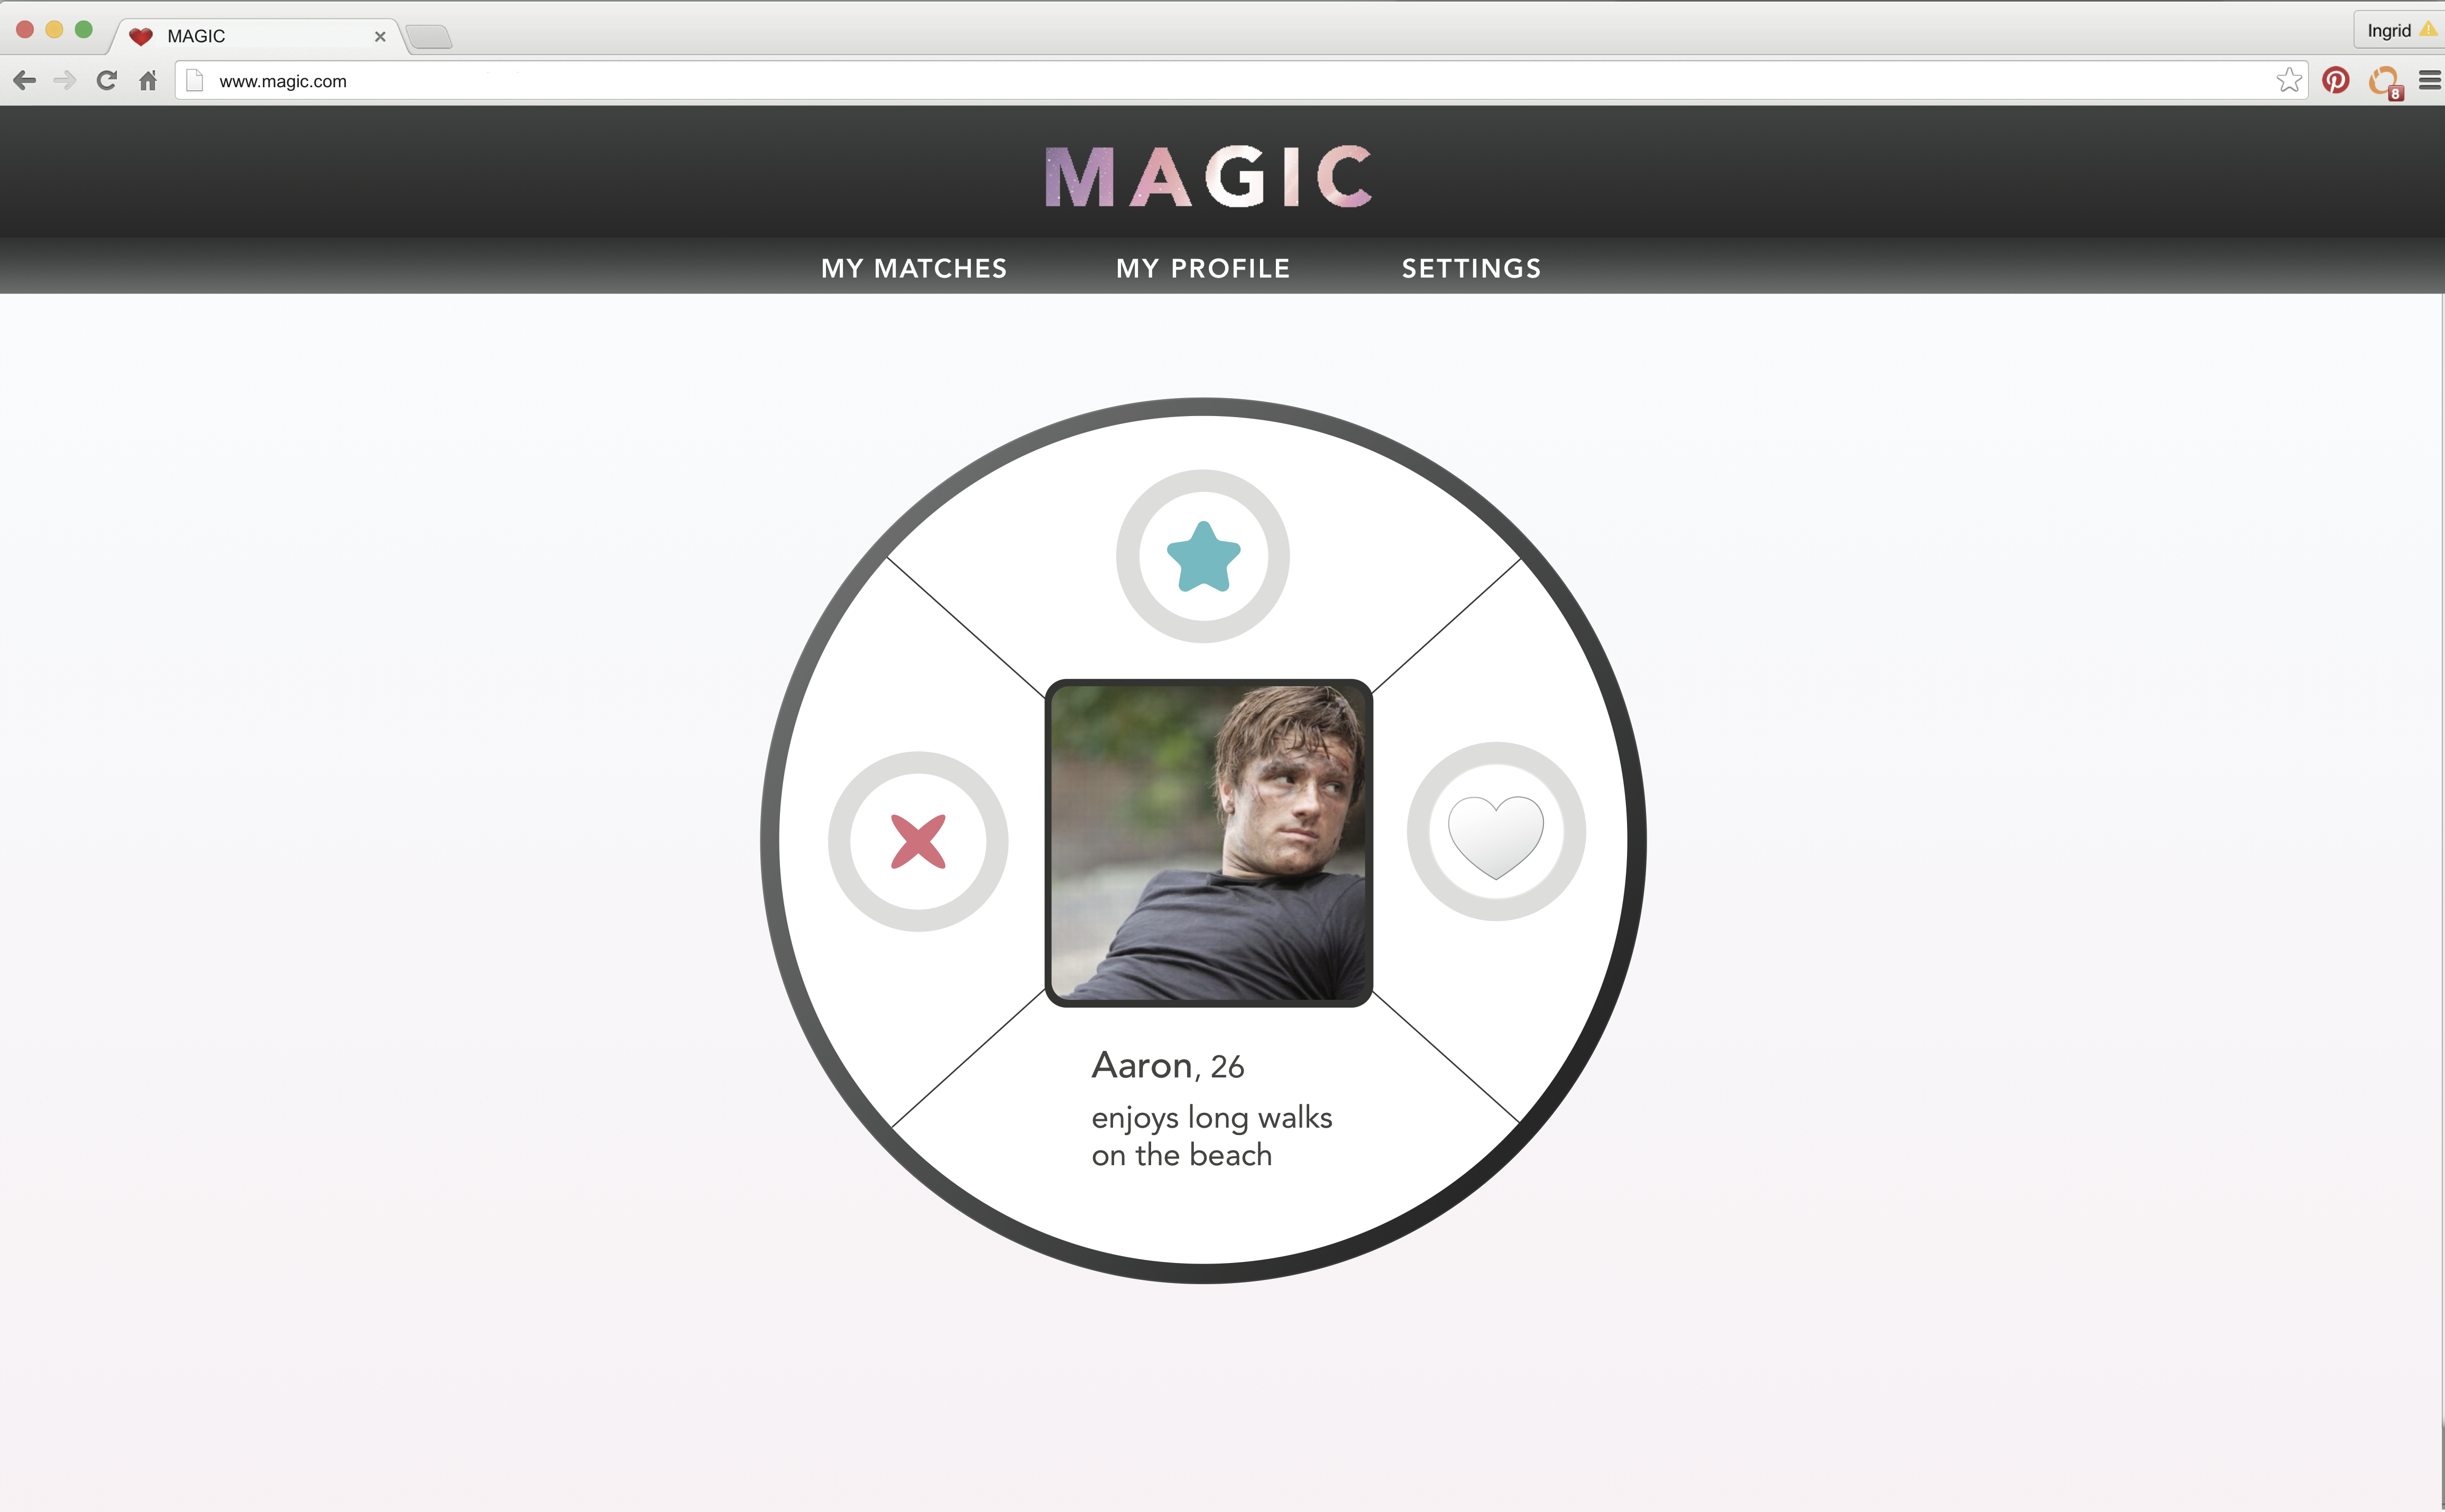 MAGIC
Ingrid
www.magic.com
8
MAGIC
MY MATCHES MY PROFILE SETTINGS
Aaron, 26
enjoys long walks
on the beach